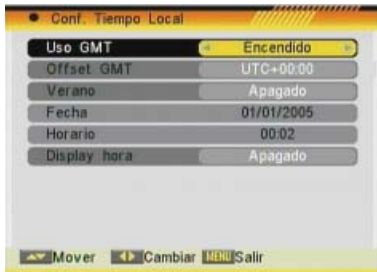 Conf. Tiempo Local
Uso GMT Encendido
Offset GMT UTC+00:00
Verano Apagado
Fecha 01/01/2005
Horario 00:02
Display hora Apagado
Mover Cambiar MENU Salir